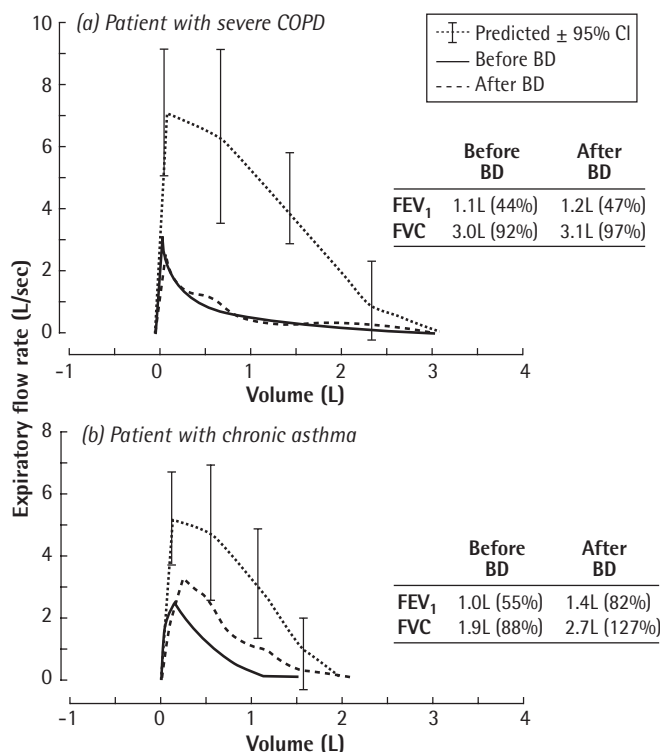 (a) Patient with severe COPD
Predicted ± 95% CI
Before BD
After BD
10
8
6
4
2
0
Before BD
After BD
FEV1 1.1L (44%) 1.2L (47%)
FVC 3.0L (92%) 3.1L (97%)
-1 0 1 2 3 4
Volume (L)
Expiratory flow rate (L/sec)
(b) Patient with chronic asthma
8
6
4
2
0
Before BD
After BD
FEV1 1.0L (55%) 1.4L (82%)
FVC 1.9L (88%) 2.7L (127%)
-1 0 1 2 3 4
Volume (L)